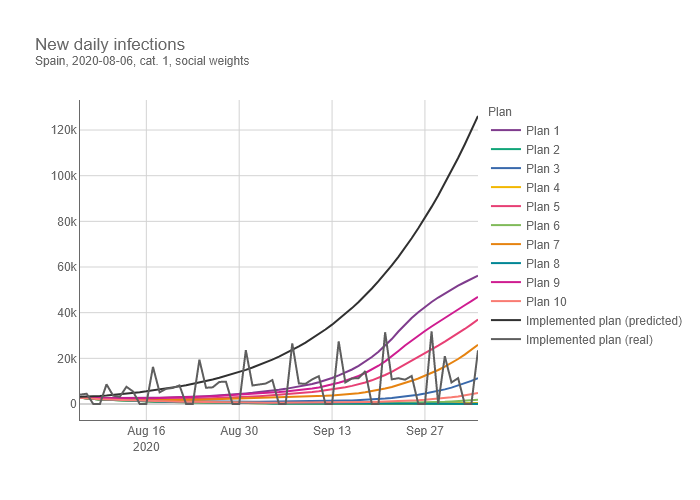 New daily infections
Spain, 2020-08-06, cat. 1, social weights
Plan
Plan 1
Plan 2
Plan 3
Plan 4
Plan 5
Plan 6
Plan 7
Plan 8
Plan 9
Plan 10
Implemented plan (predicted)
Implemented plan (real)
120k
100k
80k
60k
40k
20k
0
Aug 16 Aug 30 Sep 13 Sep 27
2020